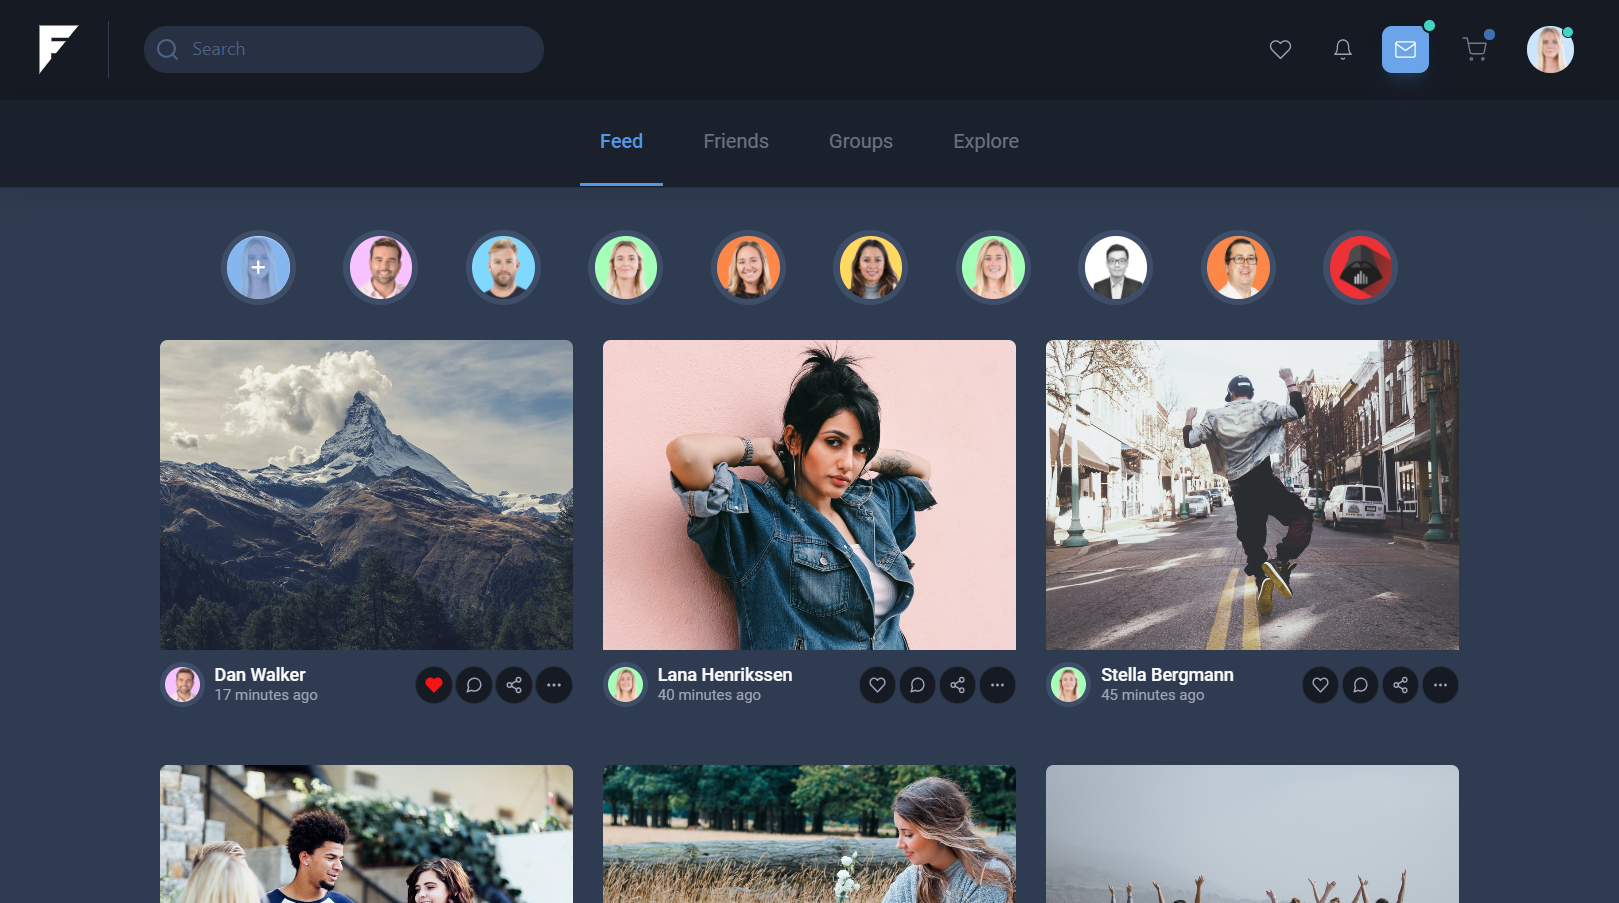 Search
Feed
Friends
Groups
Explore
Dan Walker
17 minutes ago
Lana Henrikssen
40 minutes ago
Stella Bergmann
45 minutes ago